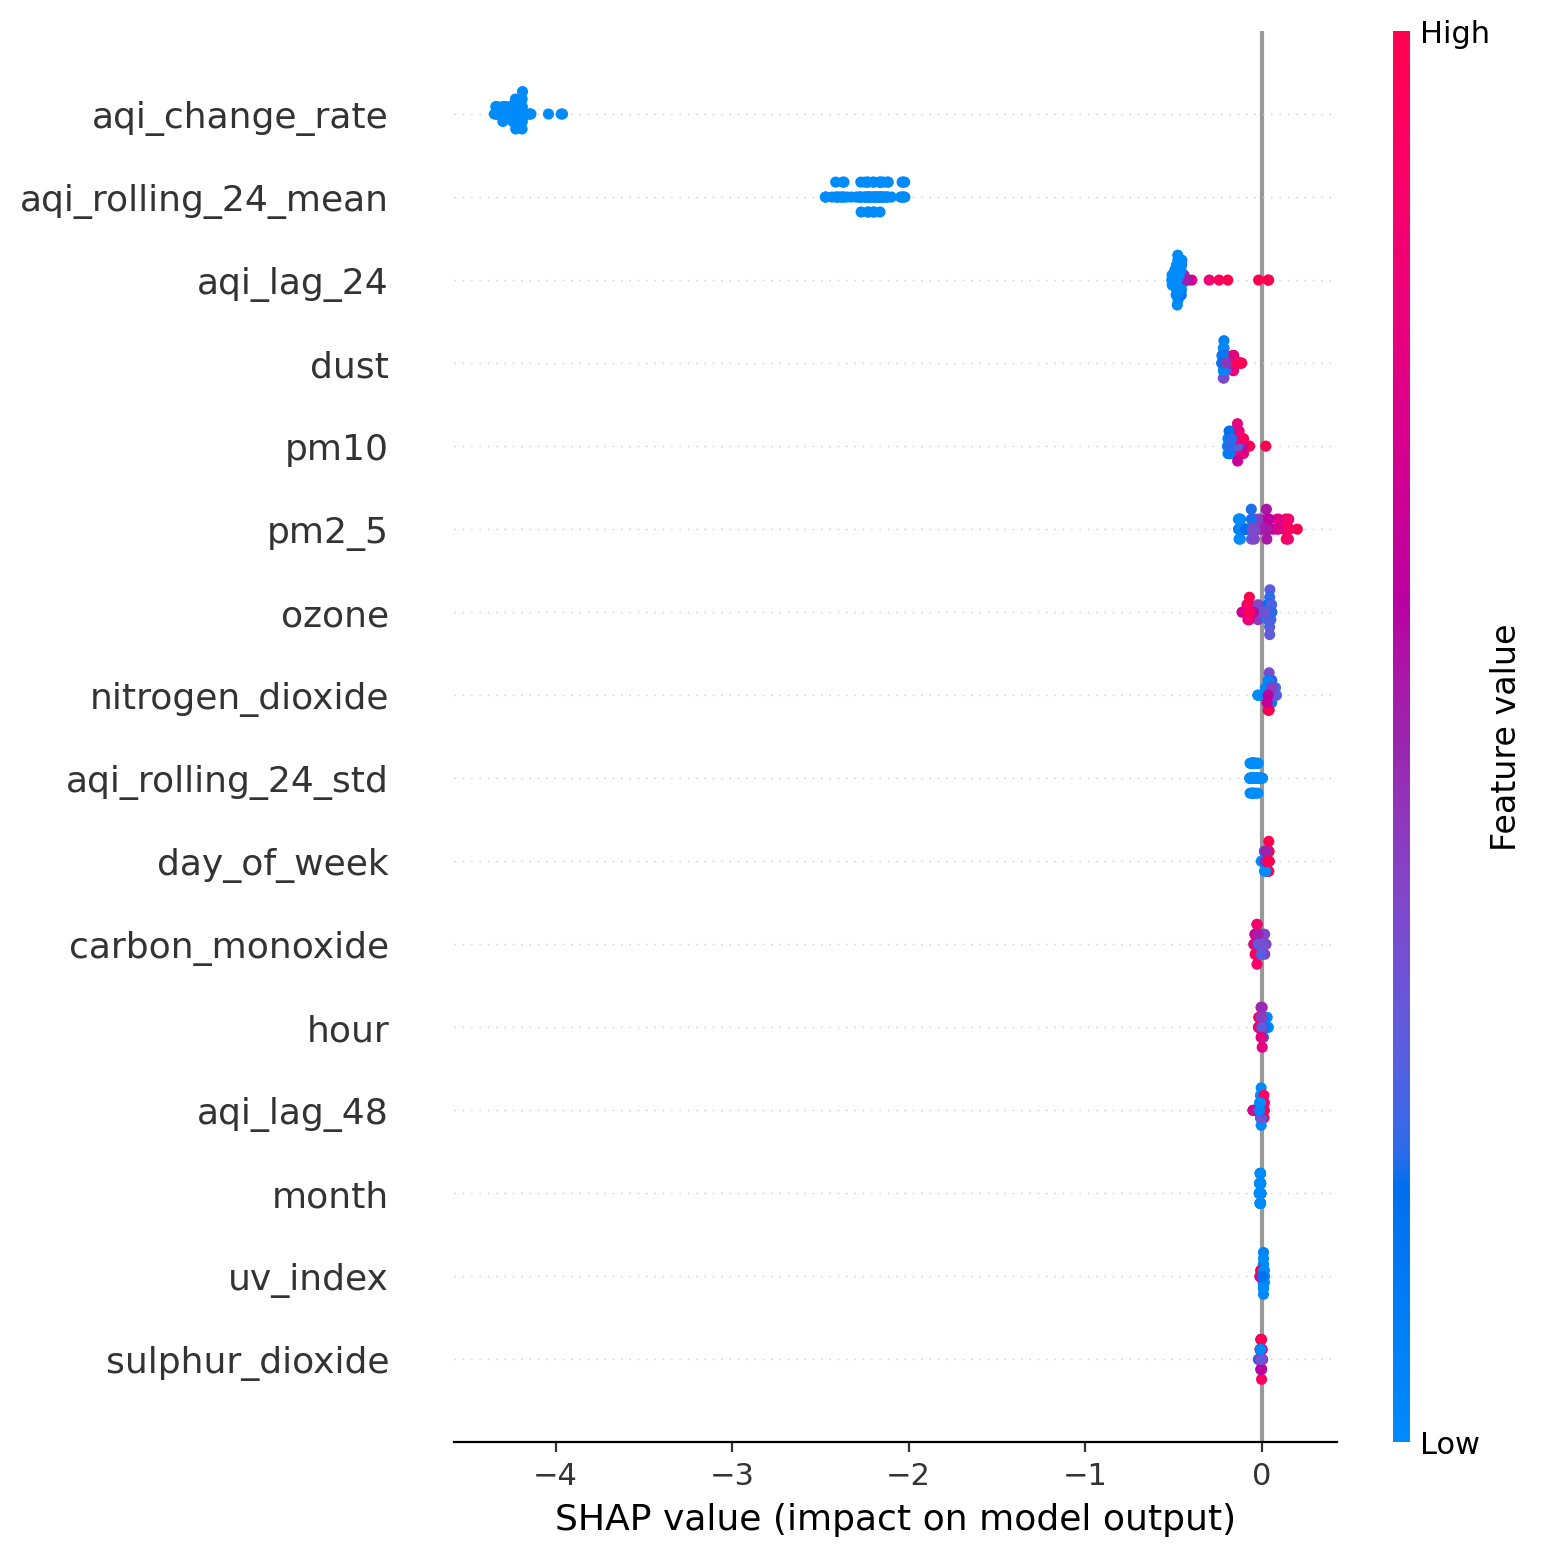 High
aqi_change_rate
aqi_rolling_24_mean
aqi_lag_24
dust
pm10
pm2_5
ozone
nitrogen_dioxide
aqi_rolling_24_std
day_of_week
carbon_monoxide
hour
aqi_lag_48
month
uv_index
sulphur_dioxide
Feature value
Low
−4 −3 −2 −1 0
SHAP value (impact on model output)